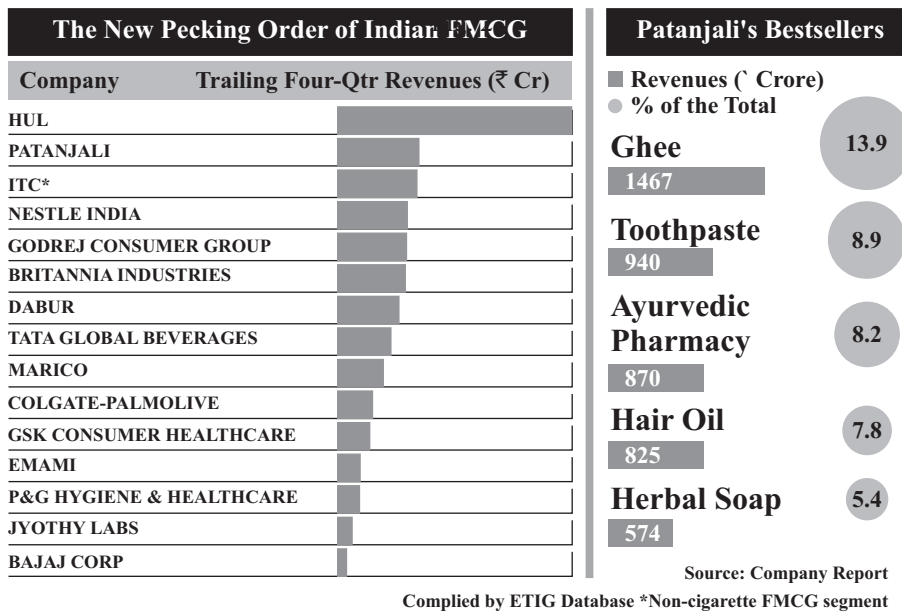 The New Pecking Order of Indian FMCG
Company Trailing Four-Qtr Revenues (₹ Cr)
HUL
PATANJALI
ITC*
NESTLE INDIA
GODREJ CONSUMER GROUP
BRITANNIA INDUSTRIES
DABUR
TATA GLOBAL BEVERAGES
MARICO
COLGATE-PALMOLIVE
GSK CONSUMER HEALTHCARE
EMAMI
P&G HYGIENE & HEALTHCARE
JYOTHY LABS
BAJAJ CORP
Patanjali's Bestsellers
Revenues (` Crore)
% of the Total
Ghee
1467
13.9
Toothpaste
940
8.9
Ayurvedic
Pharmacy
870
8.2
Hair Oil
825
7.8
Herbal Soap
574
5.4
Source: Company Report
Complied by ETIG Database *Non-cigarette FMCG segment